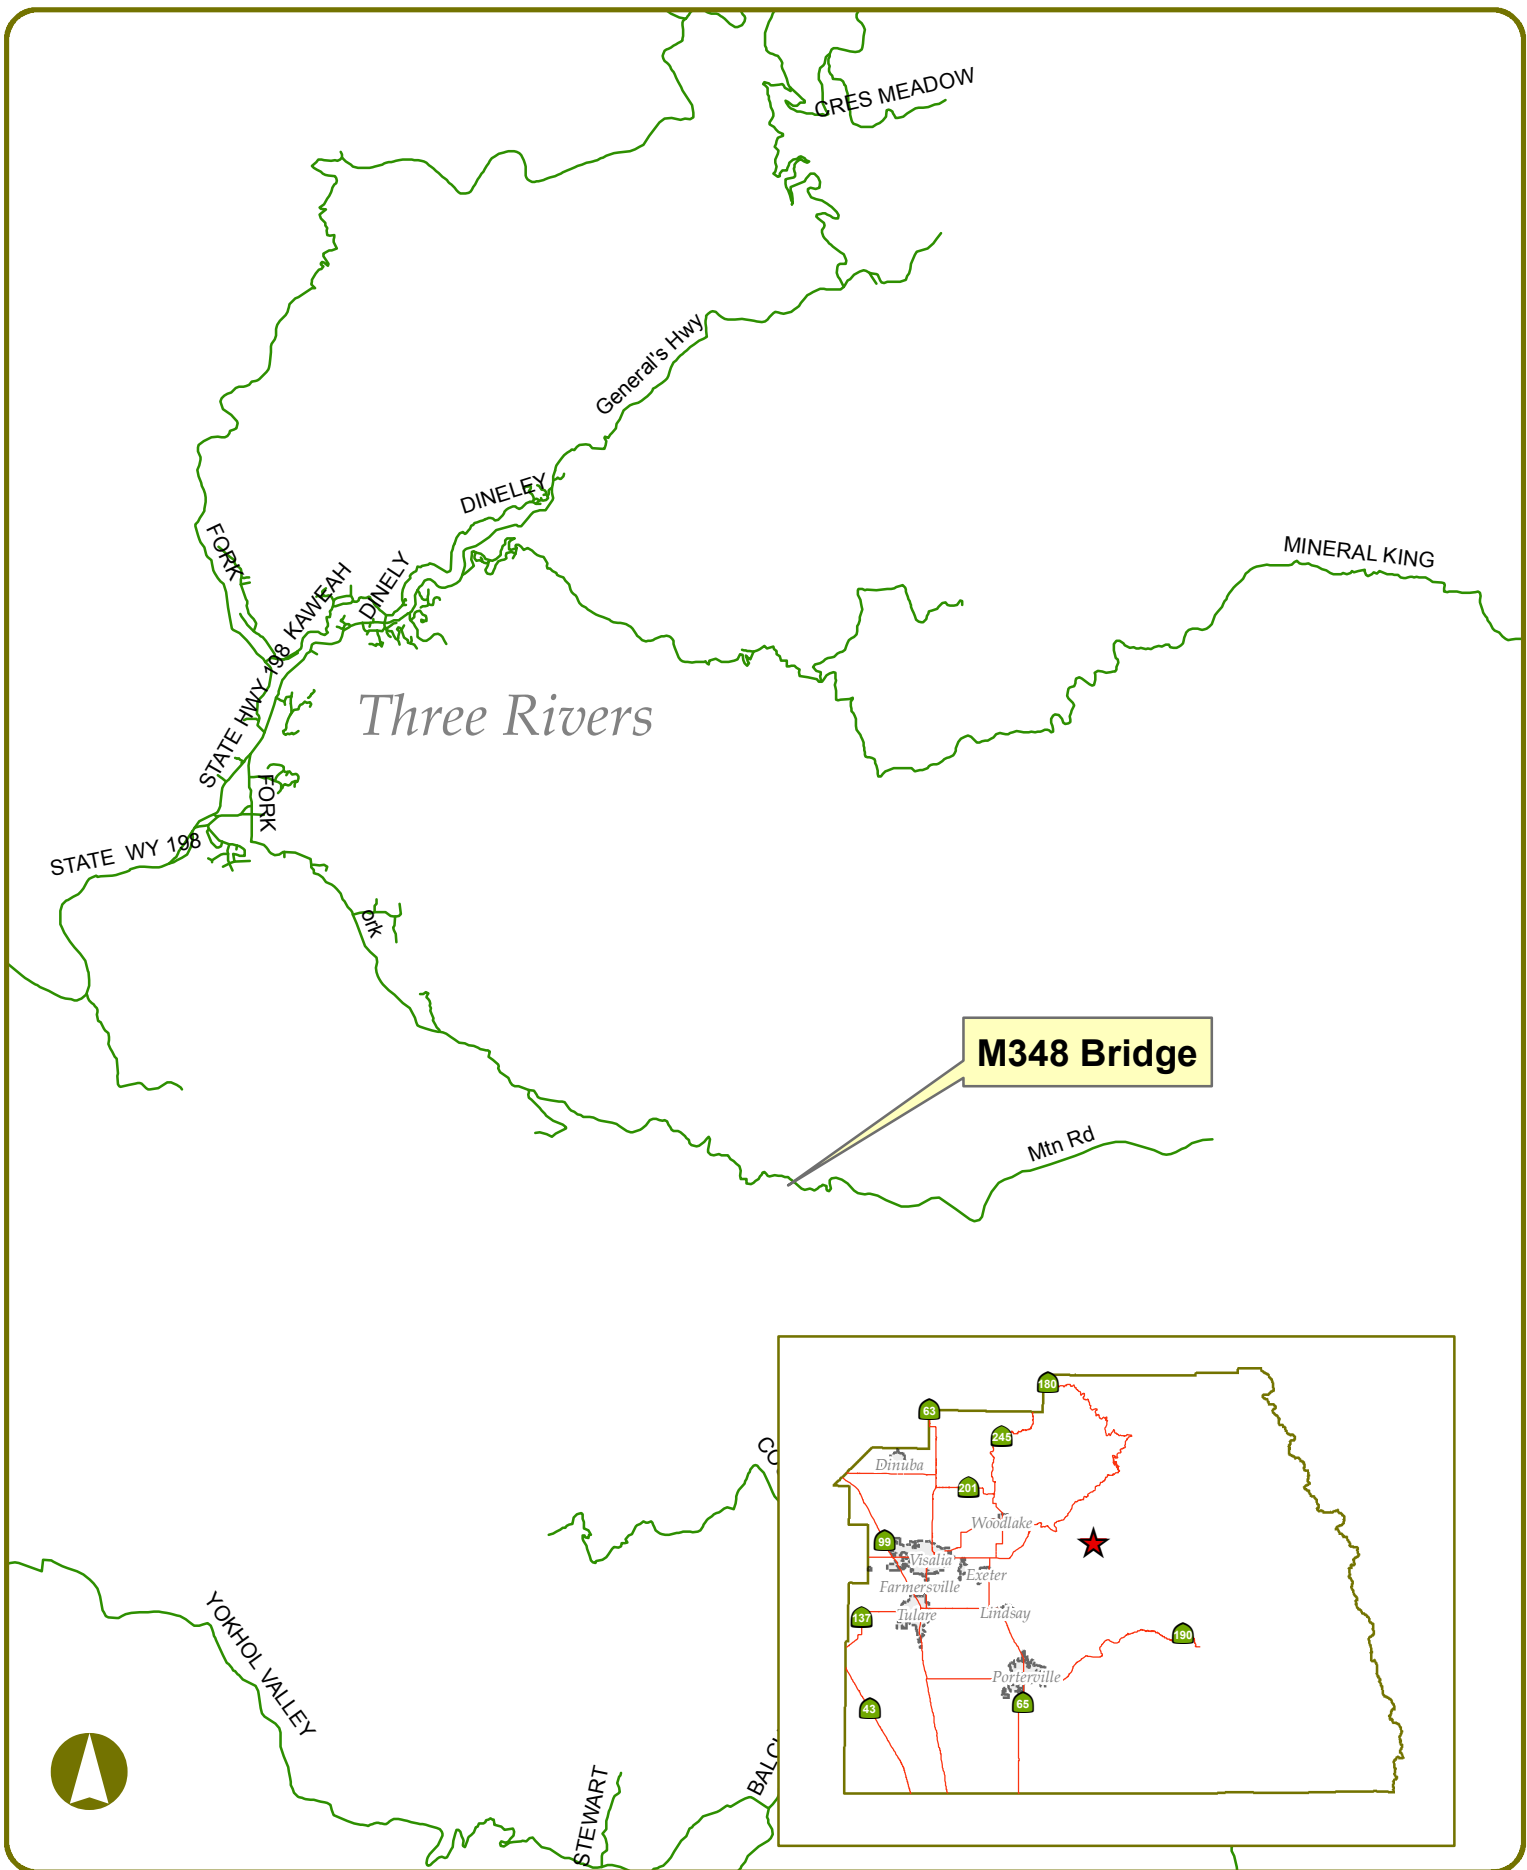 CRES MEADOW
General's Hwy
DINELEY
FORK
KAWEAH
DINELY
MINERAL KING
STATE HWY 198
Three Rivers
FORK
STATE WY 198
ork
M348 Bridge
Mtn Rd
180
63
245
Dinuba
201
Woodlake
99
Visalia
Exeter
Farmersville
Tulare
Lindsay
137
190
Porterville
65
43
YOKHOL VALLEY
STEWART